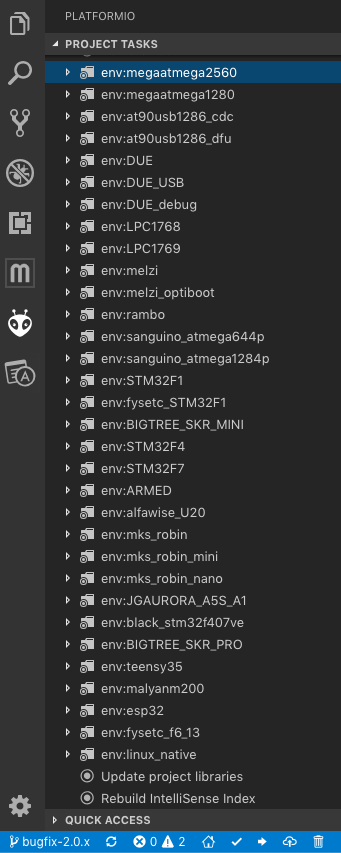 PLATFORMIO
PROJECT TASKS
env:megaatmega2560
env:megaatmega1280
env:at90usb1286_cdc
env:at90usb1286_dfu
env:DUE
env:DUE_USB
env:DUE_debug
env:LPC1768
env:LPC1769
env:melzi
env:melzi_optiboot
env:rambo
env:sanguino_atmega644p
env:sanguino_atmega1284p
env:STM32F1
env:fysetc_STM32F1
env:BIGTREE_SKR_MINI
env:STM32F4
env:STM32F7
env:ARMED
env:alfawise_U20
env:mks_robin
env:mks_robin_mini
env:mks_robin_nano
env:JGAURORA_A5S_A1
env:black_stm32f407ve
env:BIGTREE_SKR_PRO
env:teensy35
env:malyanm200
env:esp32
env:fysetc_f6_13
env:linux_native
Update project libraries
Rebuild IntelliSense Index
QUICK ACCESS
bugfix-2.0.x 0 2